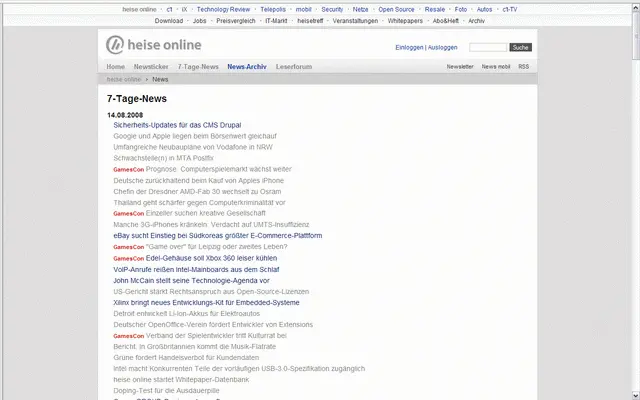 heise online · c't · iX · Technology Review · Telepolis · mobil · Security · Netze · Open Source · Resale · Foto · Autos · c't-TV
Download · Jobs · Preisvergleich · IT-Markt · heisetreff · Veranstaltungen · Whitepapers · Abo&Heft · Archiv
heise online
Einloggen | Ausloggen
Suche
Home Newsticker 7-Tage-News News-Archiv Leserforum Newsletter News mobil RSS
heise online > News
7-Tage-News
14.08.2008
Sicherheits-Updates für das CMS Drupal
Google und Apple liegen beim Börsenwert gleichauf
Umfangreiche Neubaupläne von Vodafone in NRW
Schwachstelle(n) in MTA Postfix
GamesCon Prognose: Computerspielemarkt wächst weiter
Deutsche zurückhaltend beim Kauf von Apples iPhone
Chefin der Dresdner AMD-Fab 30 wechselt zu Osram
Thailand geht schärfer gegen Computerkriminalität vor
GamesCon Einzeller suchen kreative Gesellschaft
Manche 3G-iPhones kränkeln: Verdacht auf UMTS-Insuffizienz
eBay sucht Einstieg bei Südkoreas größter E-Commerce-Plattform
GamesCon "Game over" für Leipzig oder zweites Leben?
GamesCon Edel-Gehäuse soll Xbox 360 leiser kühlen
VoIP-Anrufe reißen Intel-Mainboards aus dem Schlaf
John McCain stellt seine Technologie-Agenda vor
US-Gericht stärkt Rechtsanspruch aus Open-Source-Lizenzen
Xilinx bringt neues Entwicklungs-Kit für Embedded-Systeme
Detroit entwickelt Li-Ion-Akkus für Elektroautos
Deutscher OpenOffice-Verein fördert Entwickler von Extensions
GamesCon Verband der Spielentwickler triff Kulturrat bei
Bericht: In Großbritannien kommt die Musik-Flatrate
Grüne fordert Handelsverbot für Kundendaten
Intel macht Konkurrenten Teile der vorläufigen USB-3.0-Spezifikation zugänglich
heise online startet Whitepaper-Datenbank
Doping-Test für die Ausdauerpille